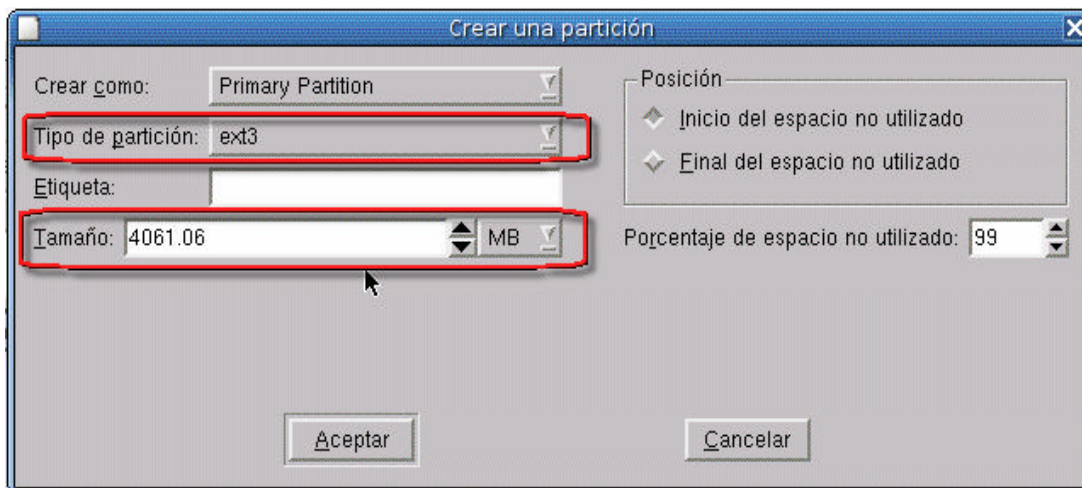 Crear una partición
Crear como: Primary Partition
Tipo de partición: ext3
Etiqueta:
Tamaño: 4061.06 MB
Posición
Inicio del espacio no utilizado
Final del espacio no utilizado
Porcentaje de espacio no utilizado: 99
Aceptar
Cancelar